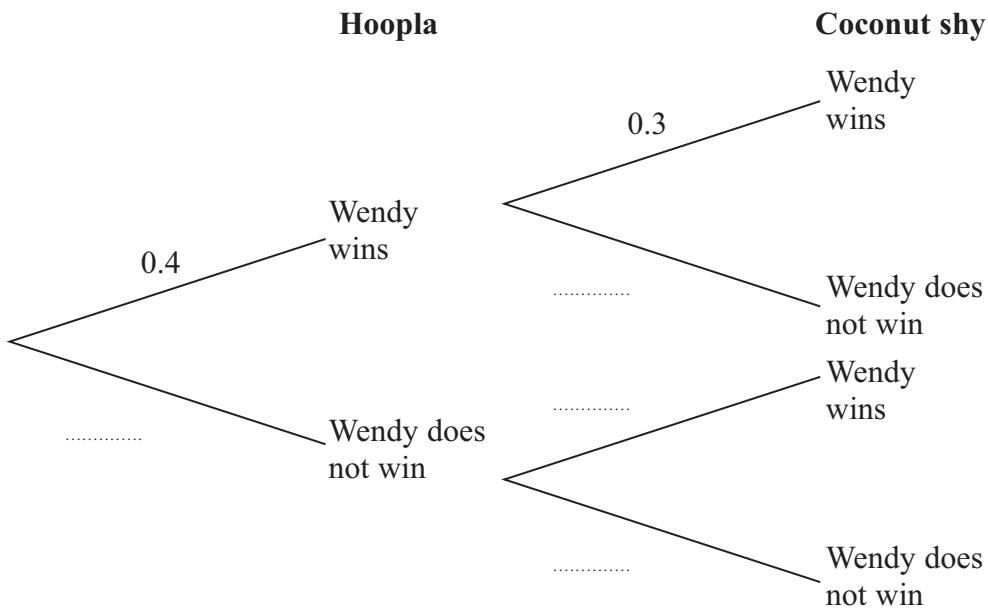 Hoopla
Coconut shy
Wendy
wins
0.3
Wendy
wins
0.4
..............
Wendy does
not win
Wendy
wins
..............
..............
Wendy does
not win
..............
Wendy does
not win